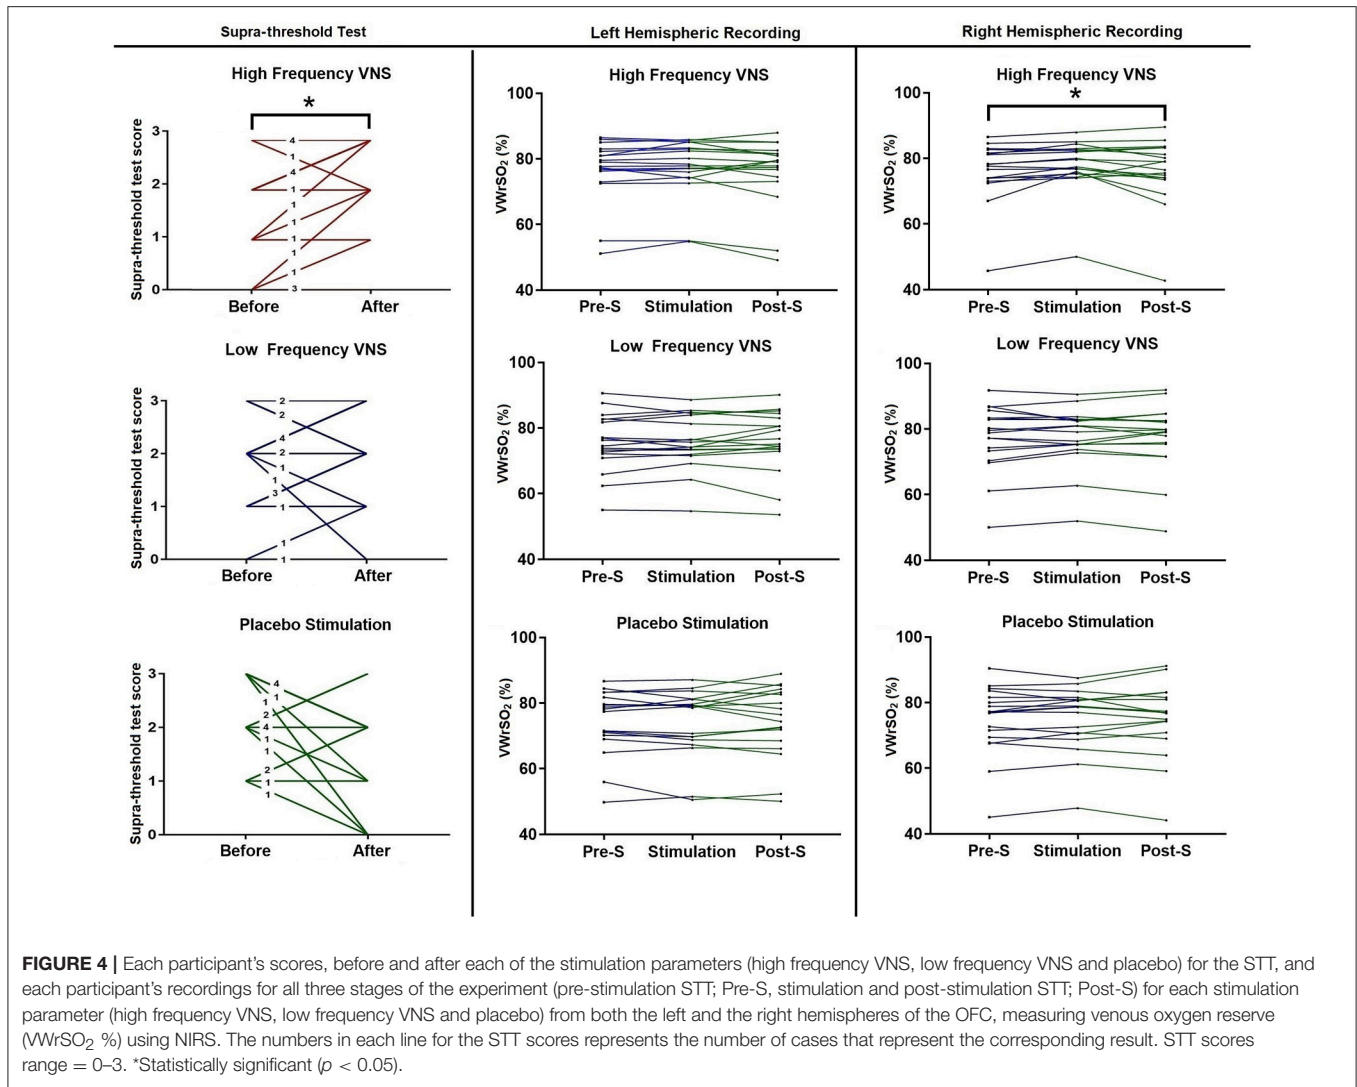 Supra-threshold Test
Left Hemispheric Recording
Right Hemispheric Recording
High Frequency VNS
*
Supra-threshold test score
3
2
1
0
4
1
4
1
1
1
1
1
1
3
Before
After
High Frequency VNS
VWrSO2 (%)
100
80
60
40
Pre-S
Stimulation
Post-S
High Frequency VNS
*
VWrSO2 (%)
100
80
60
40
Pre-S
Stimulation
Post-S
Low Frequency VNS
Supra-threshold test score
3
2
1
0
2
2
4
2
1
1
3
1
1
1
Before
After
Low Frequency VNS
VWrSO2 (%)
100
80
60
40
Pre-S
Stimulation
Post-S
Low Frequency VNS
VWrSO2 (%)
100
80
60
40
Pre-S
Stimulation
Post-S
Placebo Stimulation
Supra-threshold test score
3
2
1
0
4
1
1
2
4
1
1
2
1
1
Before
After
Placebo Stimulation
VWrSO2 (%)
100
80
60
40
Pre-S
Stimulation
Post-S
Placebo Stimulation
VWrSO2 (%)
100
80
60
40
Pre-S
Stimulation
Post-S
FIGURE 4 | Each participant's scores, before and after each of the stimulation parameters (high frequency VNS, low frequency VNS and placebo) for the STT, and
each participant's recordings for all three stages of the experiment (pre-stimulation STT; Pre-S, stimulation and post-stimulation STT; Post-S) for each stimulation
parameter (high frequency VNS, low frequency VNS and placebo) from both the left and the right hemispheres of the OFC, measuring venous oxygen reserve
(VWrSO2 %) using NIRS. The numbers in each line for the STT scores represents the number of cases that represent the corresponding result. STT scores
range = 0–3. *Statistically significant (p < 0.05).